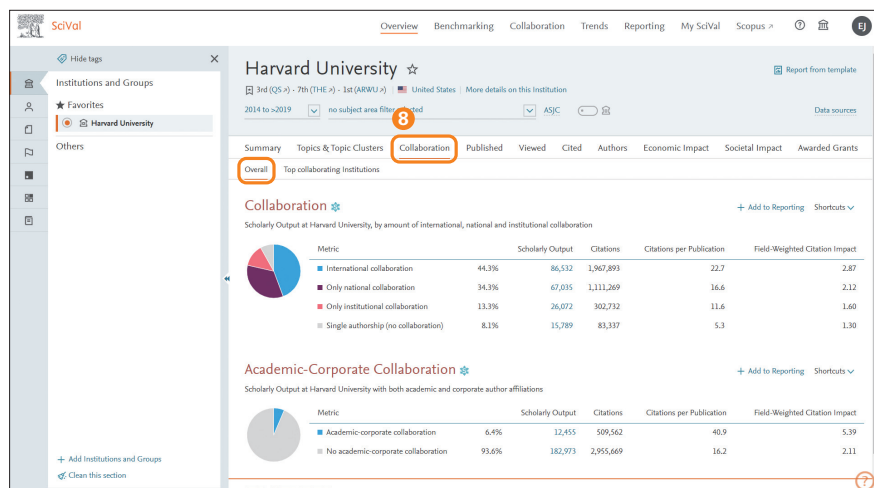 SciVal
Overview Benchmarking Collaboration Trends Reporting My SciVal Scopus ↗ EJ
Hide tags
Institutions and Groups
★ Favorites
Harvard University
Others
+ Add Institutions and Groups
Clean this section
Harvard University ☆
Report from template
3rd (QS ↗) - 7th (THE ↗) - 1st (ARWU ↗) United States More details on this Institution
2014 to >2019 no subject area filter selected ASJC Data sources
8
Summary Topics & Topic Clusters Collaboration Published Viewed Cited Authors Economic Impact Societal Impact Awarded Grants
Overall Top collaborating Institutions
Collaboration
+ Add to Reporting Shortcuts
Scholarly Output at Harvard University, by amount of international, national and institutional collaboration
Metric Scholarly Output Citations Citations per Publication Field-Weighted Citation Impact
International collaboration 44.3% 86,532 1,967,893 22.7 2.87
Only national collaboration 34.3% 67,035 1,111,269 16.6 2.12
Only institutional collaboration 13.3% 26,072 302,732 11.6 1.60
Single authorship (no collaboration) 8.1% 15,789 83,337 5.3 1.30
Academic-Corporate Collaboration
+ Add to Reporting Shortcuts
Scholarly Output at Harvard University with both academic and corporate author affiliations
Metric Scholarly Output Citations Citations per Publication Field-Weighted Citation Impact
Academic-corporate collaboration 6.4% 12,455 509,562 40.9 5.39
No academic-corporate collaboration 93.6% 182,973 2,955,669 16.2 2.11